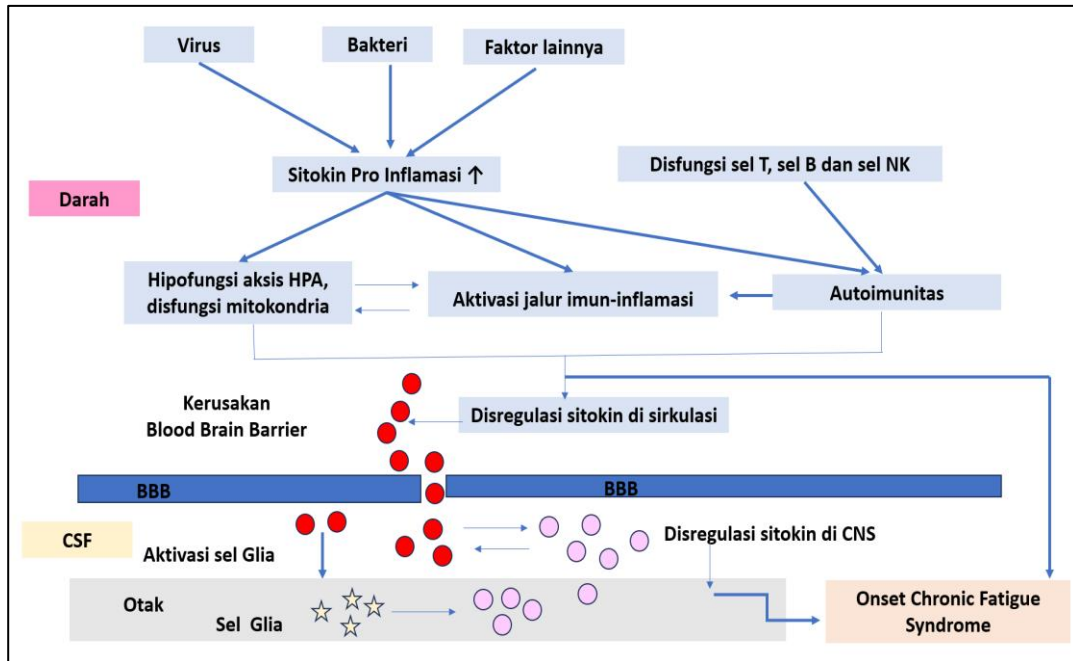 Virus
Bakteri
Faktor lainnya
Sitokin Pro Inflamasi ↑
Disfungsi sel T, sel B dan sel NK
Darah
Hipofungsi aksis HPA,
disfungsi mitokondria
Aktivasi jalur imun-inflamasi
Autoimunitas
Kerusakan
Blood Brain Barrier
Disregulasi sitokin di sirkulasi
BBB
BBB
CSF
Aktivasi sel Glia
Disregulasi sitokin di CNS
Otak
Sel Glia
Onset Chronic Fatigue
Syndrome